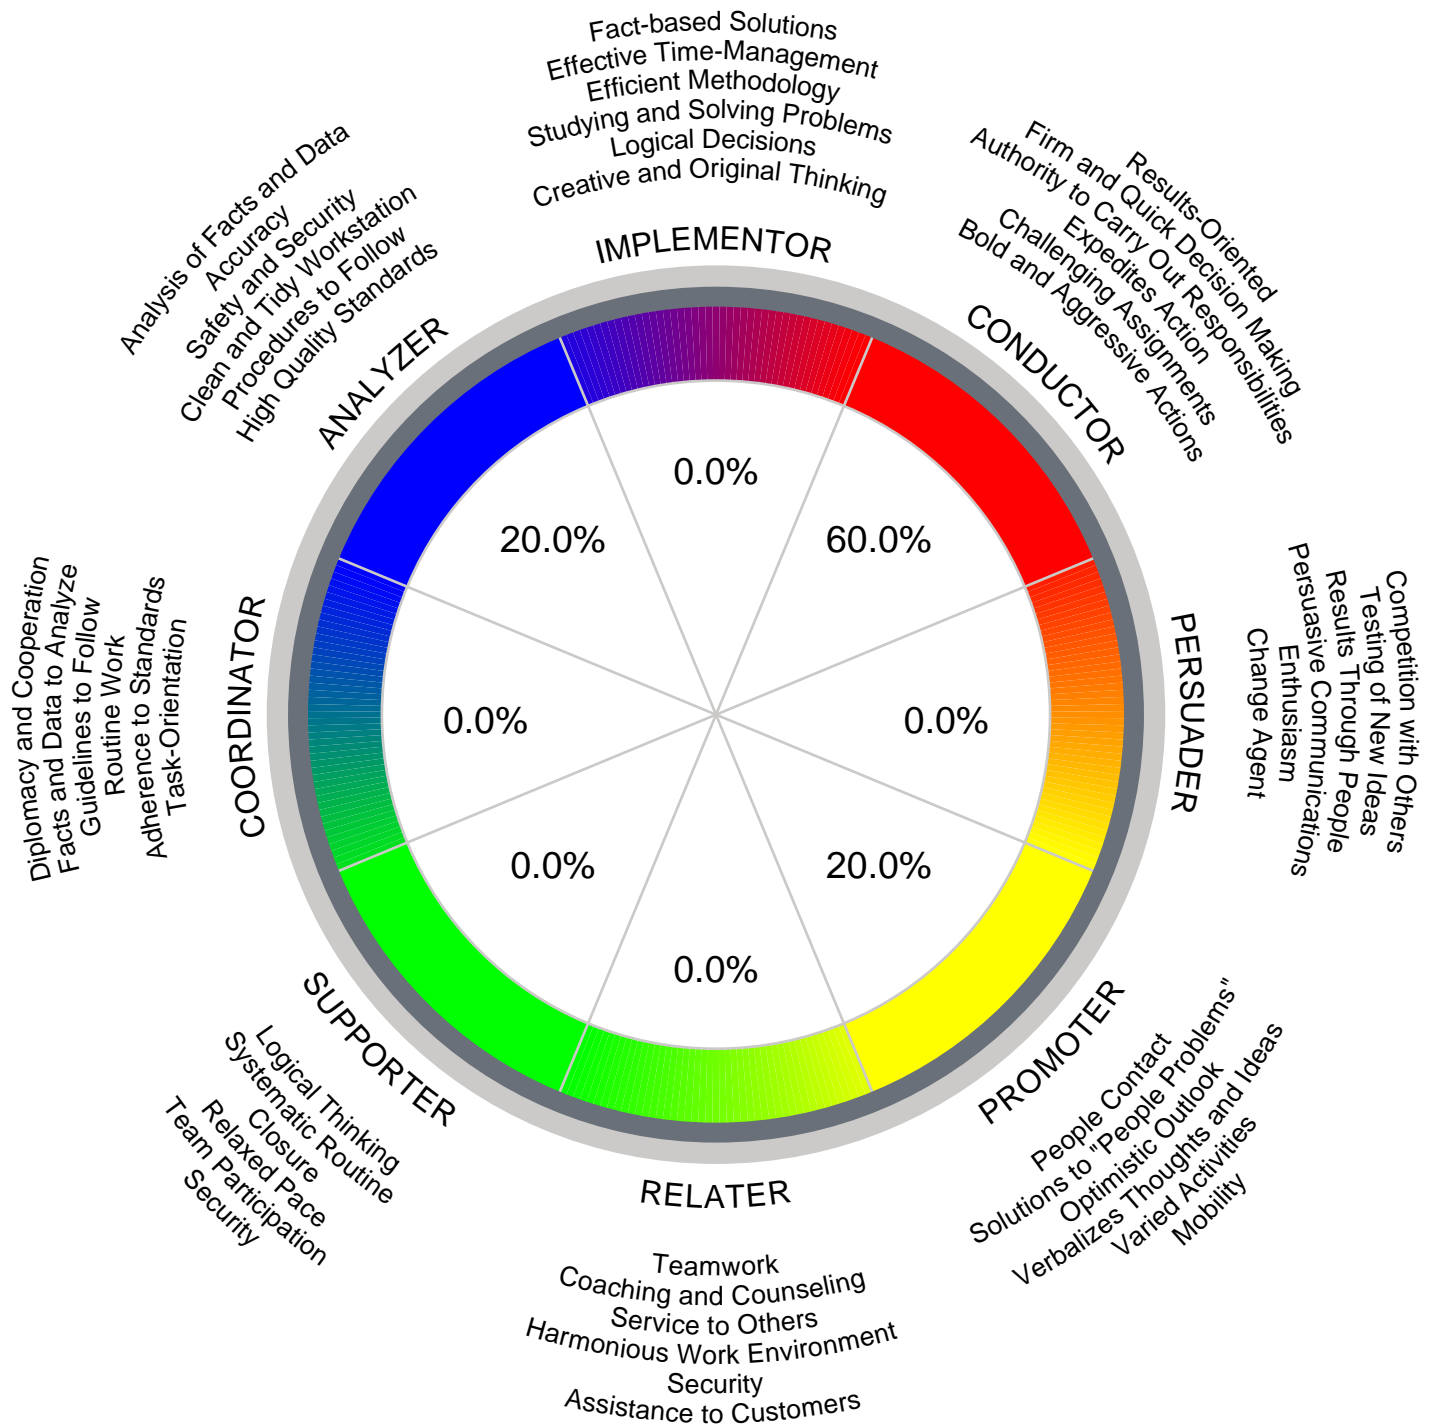 Fact-based Solutions
Effective Time-Management
Efficient Methodology
Studying and Solving Problems
Logical Decisions
Creative and Original Thinking
IMPLEMENTOR
0.0%
Results-Oriented
Firm and Quick Decision Making
Authority to Carry Out Responsibilities
Expedites Action
Challenging Assignments
Bold and Aggressive Actions
CONDUCTOR
60.0%
Competition with Others
Testing of New Ideas
Results Through People
Persuasive Communications
Enthusiasm
Change Agent
PERSUADER
0.0%
PROMOTER
20.0%
People Contact
Solutions to "People Problems"
Optimistic Outlook
Verbalizes Thoughts and Ideas
Varied Activities
Mobility
0.0%
RELATER
Teamwork
Coaching and Counseling
Service to Others
Harmonious Work Environment
Security
Assistance to Customers
0.0%
SUPPORTER
Logical Thinking
Systematic Routine
Closure
Relaxed Pace
Team Participation
Security
Diplomacy and Cooperation
Facts and Data to Analyze
Guidelines to Follow
Routine Work
Adherence to Standards
Task-Orientation
COORDINATOR
0.0%
Analysis of Facts and Data
Accuracy
Safety and Security
Clean and Tidy Workstation
Procedures to Follow
High Quality Standards
ANALYZER
20.0%